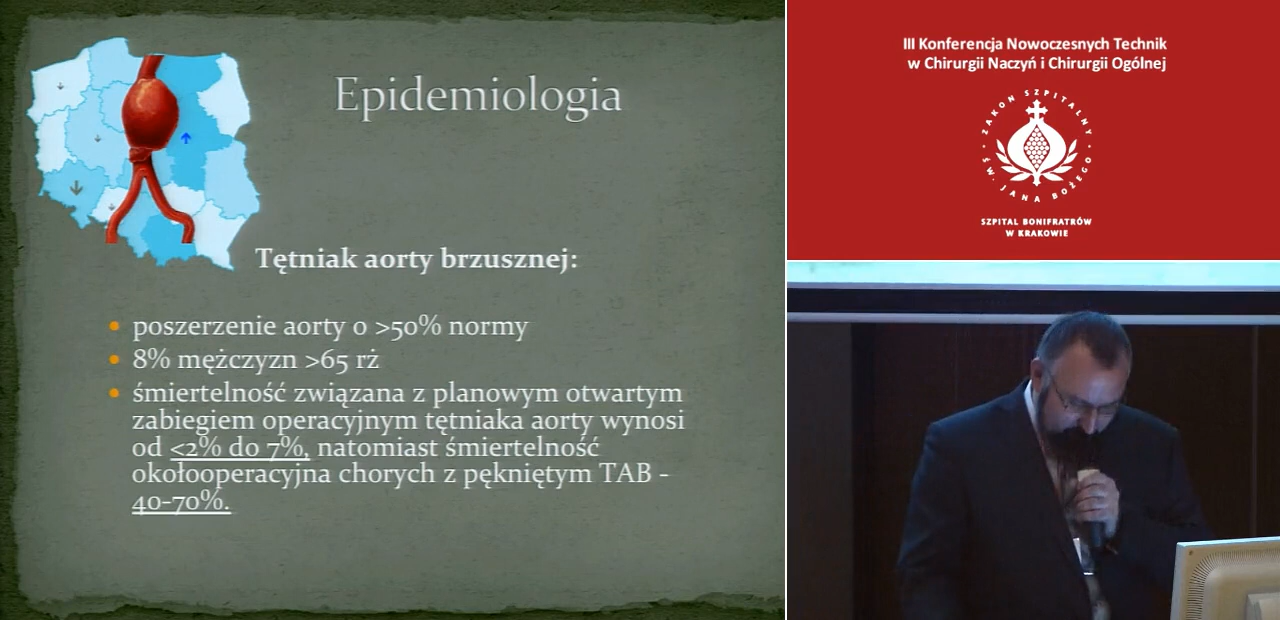 Epidemiologia
Tętniak aorty brzusznej:
poszerzenie aorty o >50% normy
8% mężczyzn >65 rż
śmiertelność związana z planowym otwartym
zabiegiem operacyjnym tętniaka aorty wynosi
od <2% do 7%, natomiast śmiertelność
okołooperacyjna chorych z pękniętym TAB -
40-70%.
III Konferencja Nowoczesnych Technik
w Chirurgii Naczyń i Chirurgii Ogólnej
ZAKON SZPITALNY
ŚW. JANA BOŻEGO
SZPITAL BONIFRATRÓW
W KRAKOWIE